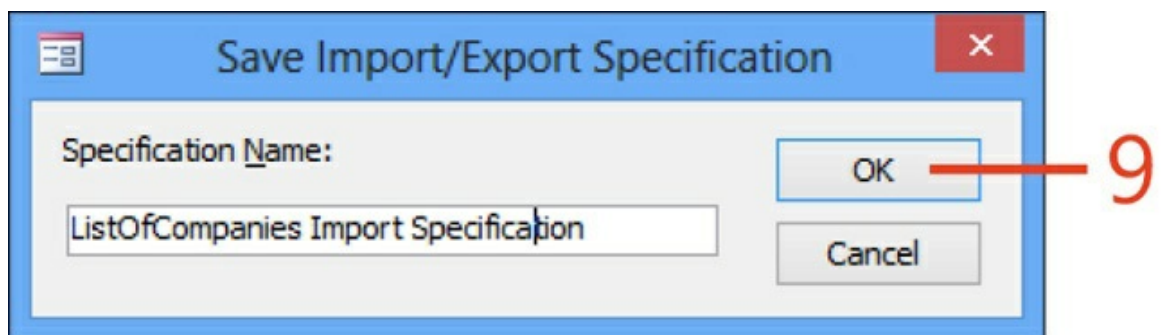 Save Import/Export Specification
Specification Name:
OK
9
ListOfCompanies Import Specification
Cancel